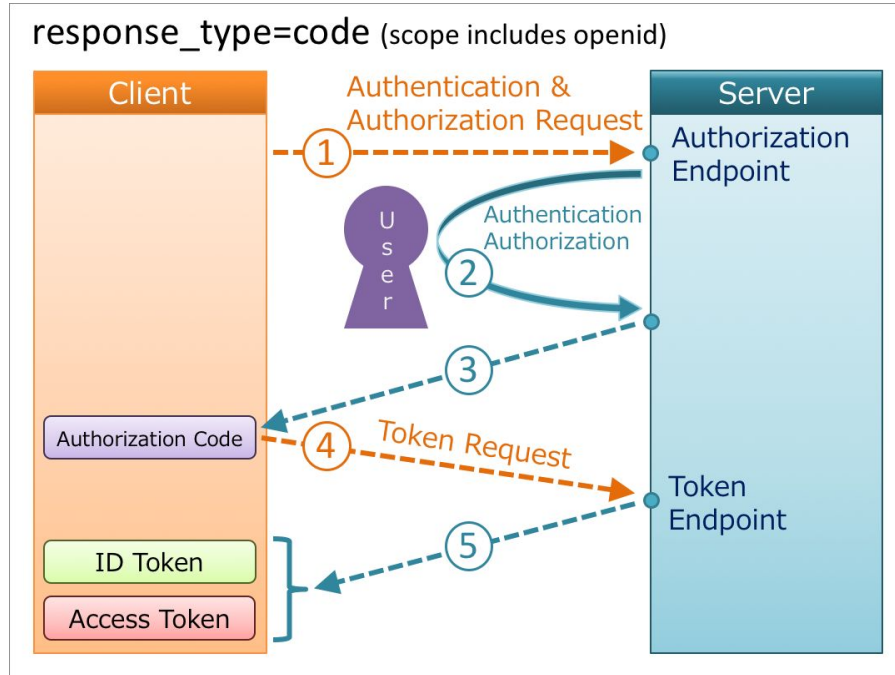 response_type=code (scope includes openid)
Client
Authentication &
Authorization Request
Server
1
Authorization
Endpoint
User
Authentication
Authorization
2
3
Authorization Code
4
Token Request
Token
Endpoint
5
ID Token
Access Token